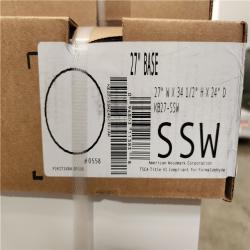 27" BASE
27" W X 34 1/2" H X 24" D
KB27-SSW
SSW
#0558
American Woodmark Corporation
TSCA Title VI Compliant for Formaldehyde